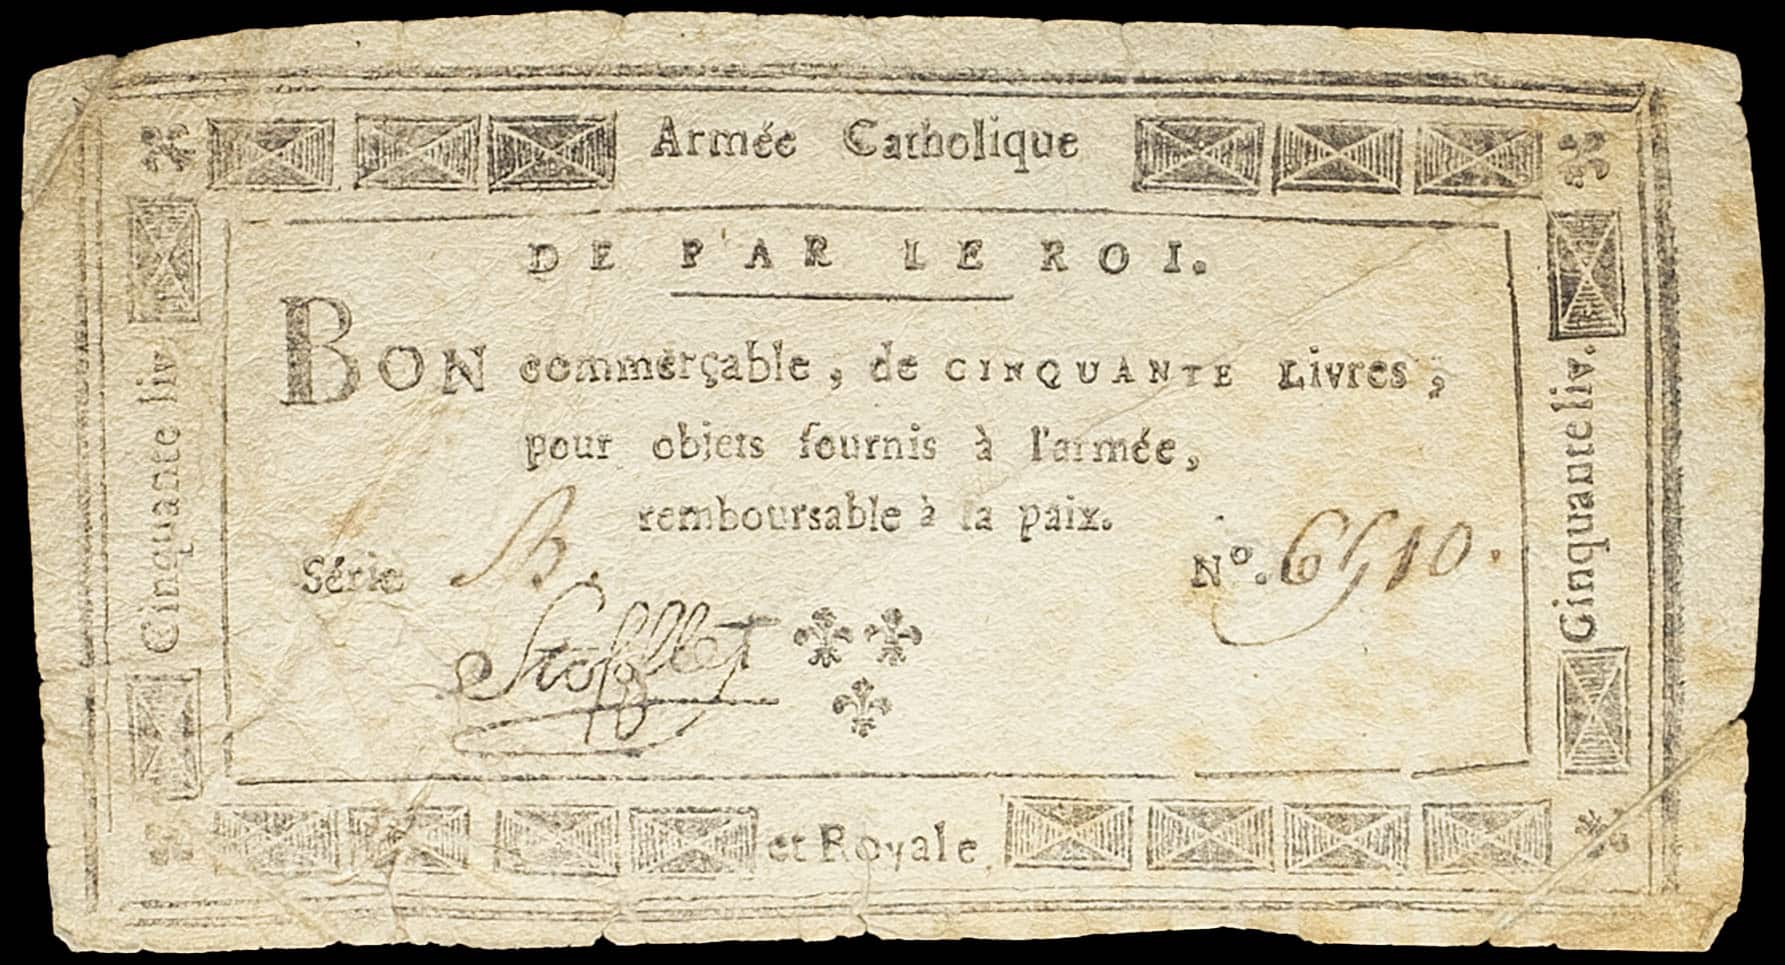 Armée Catholique
DE PAR LE ROI.
BON commerçable, de CINQUANTE Livres,
pour objets fournis à l'armée,
remboursable à la paix.
Série B. N°. 6510.
Stofflet
Cinquante liv
Cinquante liv.
et Royale